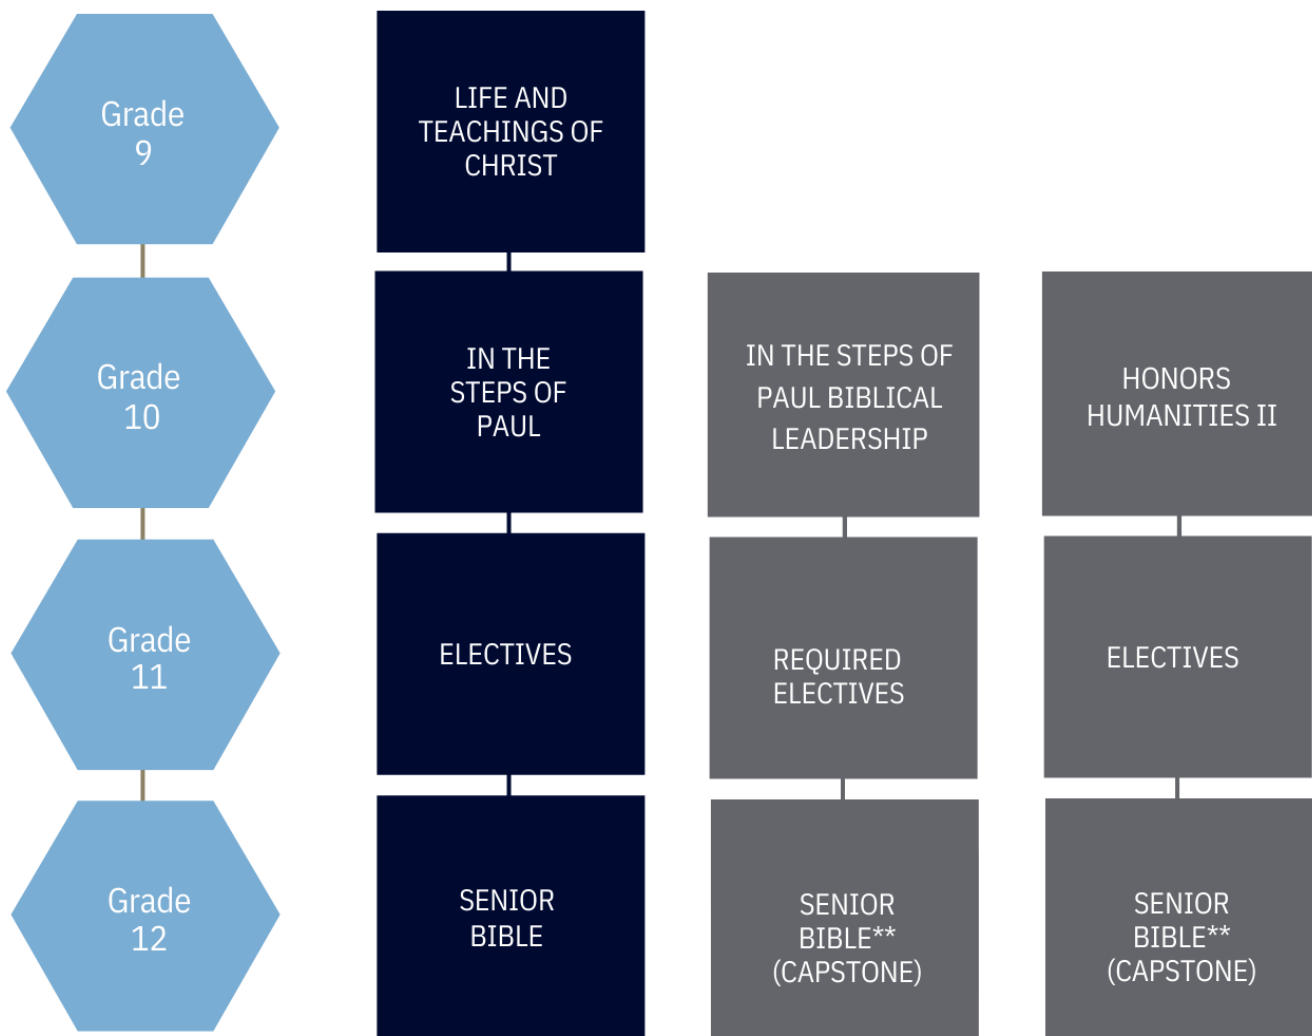 Grade
9
LIFE AND
TEACHINGS OF
CHRIST
Grade
10
IN THE
STEPS OF
PAUL
IN THE STEPS OF
PAUL BIBLICAL
LEADERSHIP
HONORS
HUMANITIES II
Grade
11
ELECTIVES
REQUIRED
ELECTIVES
ELECTIVES
Grade
12
SENIOR
BIBLE
SENIOR
BIBLE**
(CAPSTONE)
SENIOR
BIBLE**
(CAPSTONE)